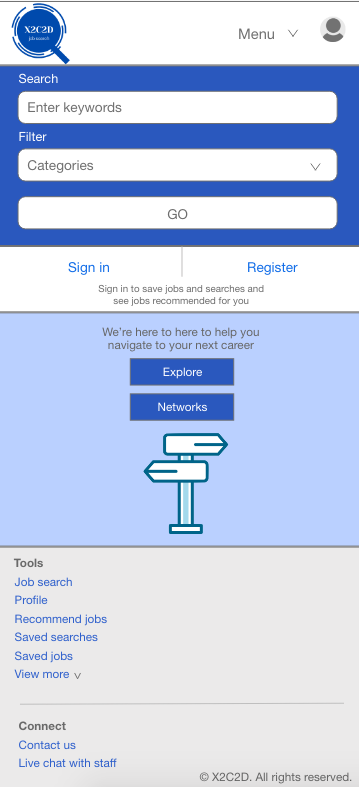 X2C2D
job search
Menu
Search
Enter keywords
Filter
Categories
GO
Sign in
Register
Sign in to save jobs and searches and
see jobs recommended for you
We're here to here to help you
navigate to your next career
Explore
Networks
Tools
Job search
Profile
Recommend jobs
Saved searches
Saved jobs
View more
Connect
Contact us
Live chat with staff
© X2C2D. All rights reserved.